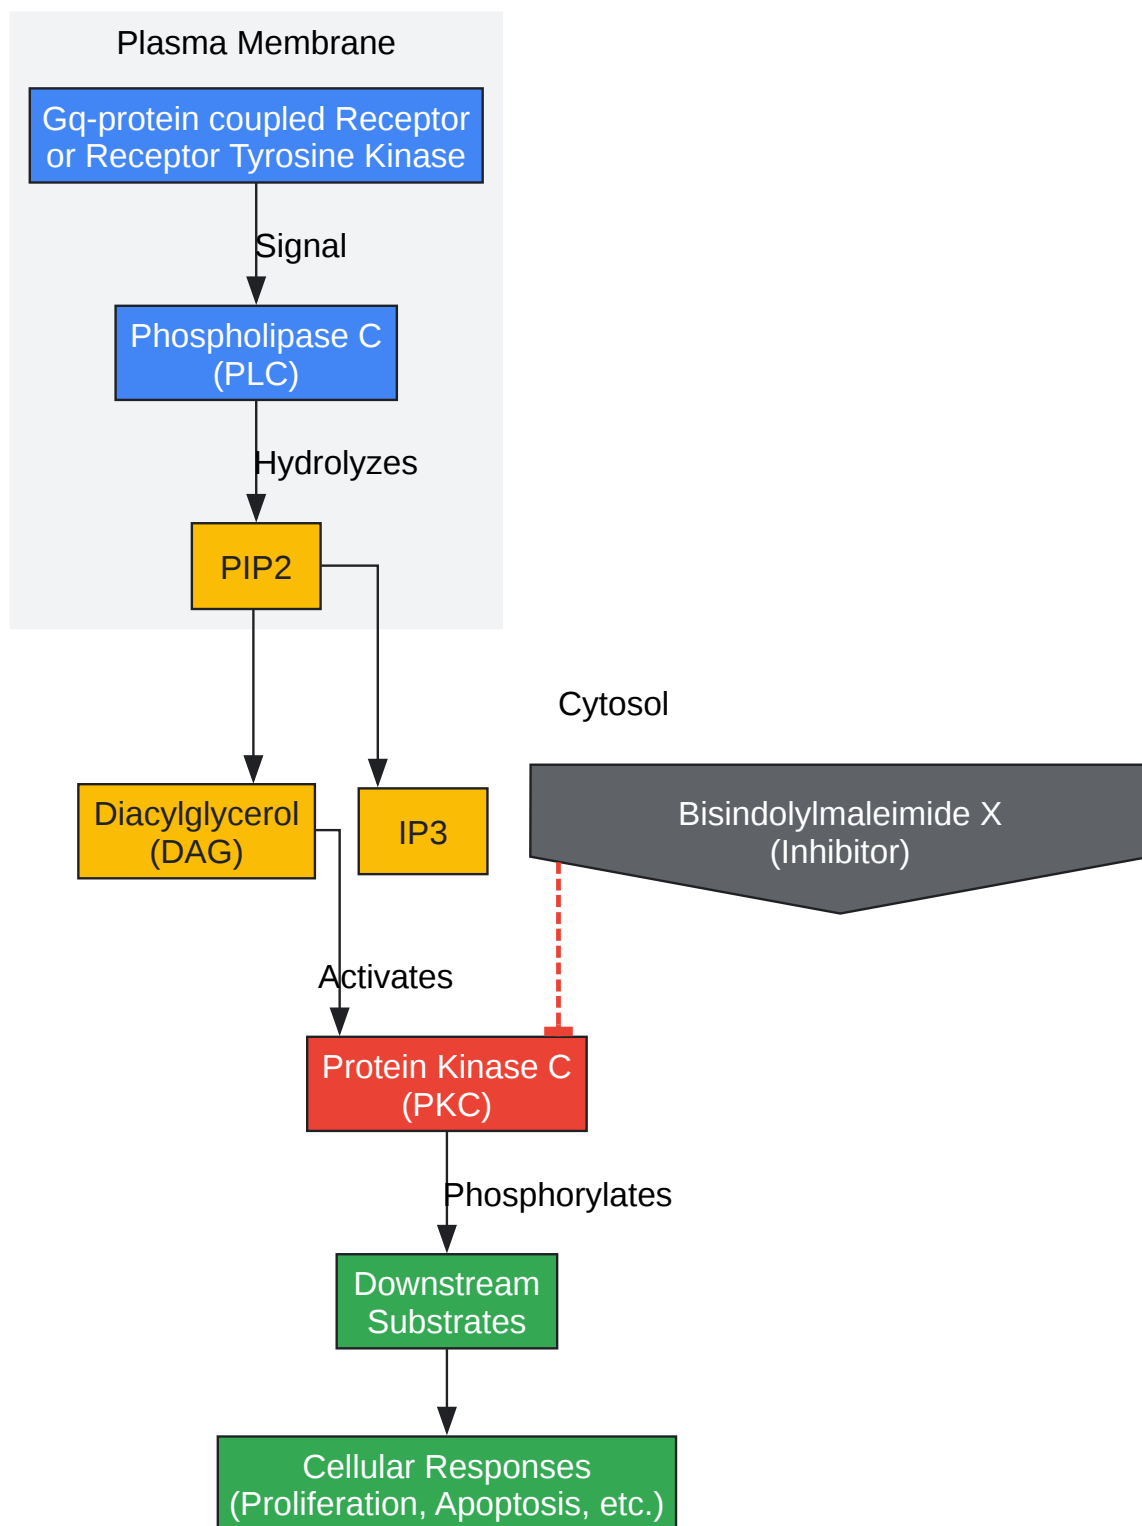 Plasma Membrane
Gq-protein coupled Receptor
or Receptor Tyrosine Kinase
Signal
Phospholipase C
(PLC)
Hydrolyzes
PIP2
Cytosol
Diacylglycerol
(DAG)
IP3
Bisindolylmaleimide X
(Inhibitor)
Activates
Protein Kinase C
(PKC)
Phosphorylates
Downstream
Substrates
Cellular Responses
(Proliferation, Apoptosis, etc.)